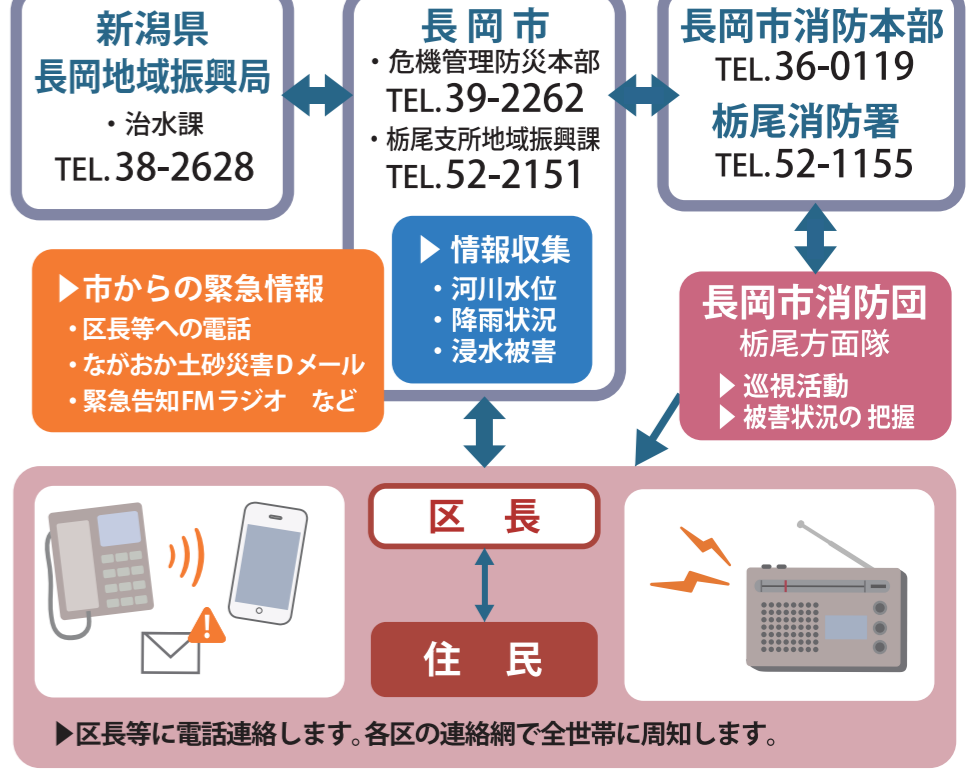 新潟県
長岡地域振興局
・治水課
TEL.38-2628
長岡市
・危機管理防災本部
TEL.39-2262
・栃尾支所地域振興課
TEL.52-2151
長岡市消防本部
TEL.36-0119
栃尾消防署
TEL.52-1155
▶情報収集
・河川水位
・降雨状況
・浸水被害
▶市からの緊急情報
・区長等への電話
・ながおか土砂災害Dメール
・緊急告知FMラジオ　など
長岡市消防団
栃尾方面隊
▶巡視活動
▶被害状況の 把握
区　長
住　民
▶区長等に電話連絡します。各区の連絡網で全世帯に周知します。